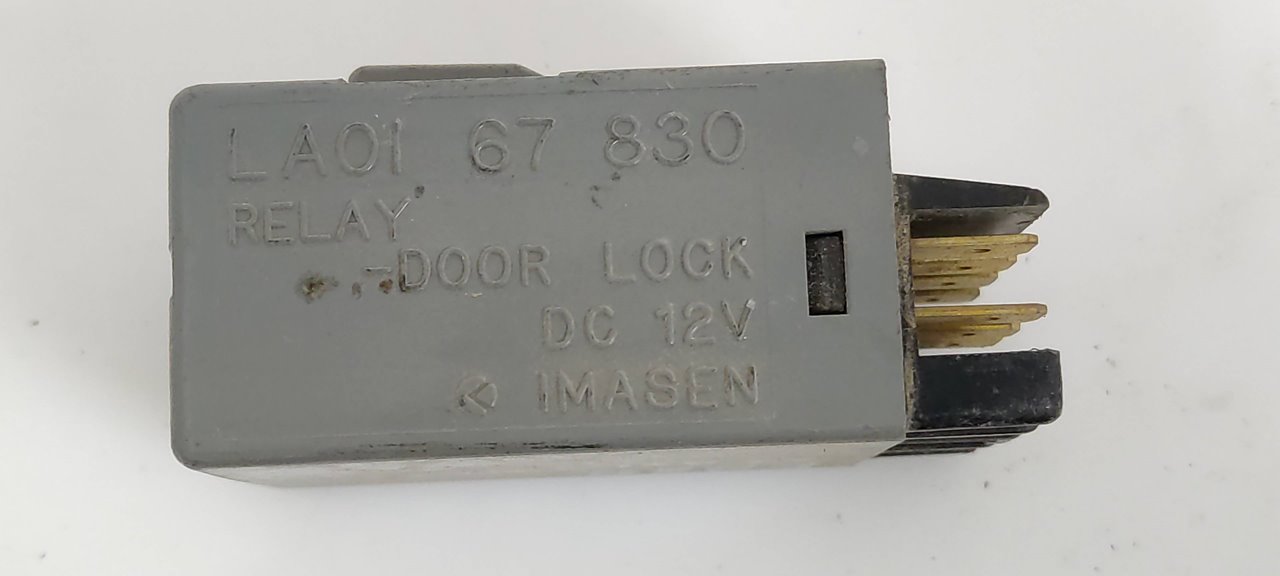 LA01 67 830
RELAY
-DOOR LOCK
DC 12V
IMASEN